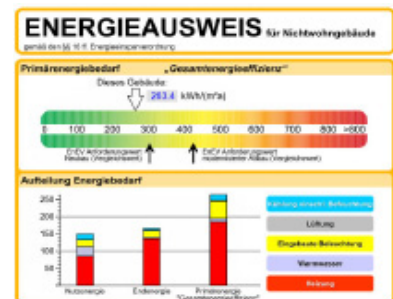 ENERGIEAUSWEIS für Nichtwohngebäude
gemäß den §§ 16 ff. Energieeinsparverordnung
Primärenergiebedarf „Gesamtenergieeffizienz"
Dieses Gebäude:
263,4 kWh/(m²a)
0 100 200 300 400 500 600 700 800 >900
EnEV Anforderungswert
EnEV Anforderungswert
Neubau (Vergleichswert)
modernisierter Altbau (Vergleichswert)
Aufteilung Energiebedarf
250
200
150
100
50
Kühlung einschl. Befeuchtung
Lüftung
Eingebaute Beleuchtung
Warmwasser
Heizung
Nutzenergie
Endenergie
Primärenergie
"Gesamtenergieeffizienz"